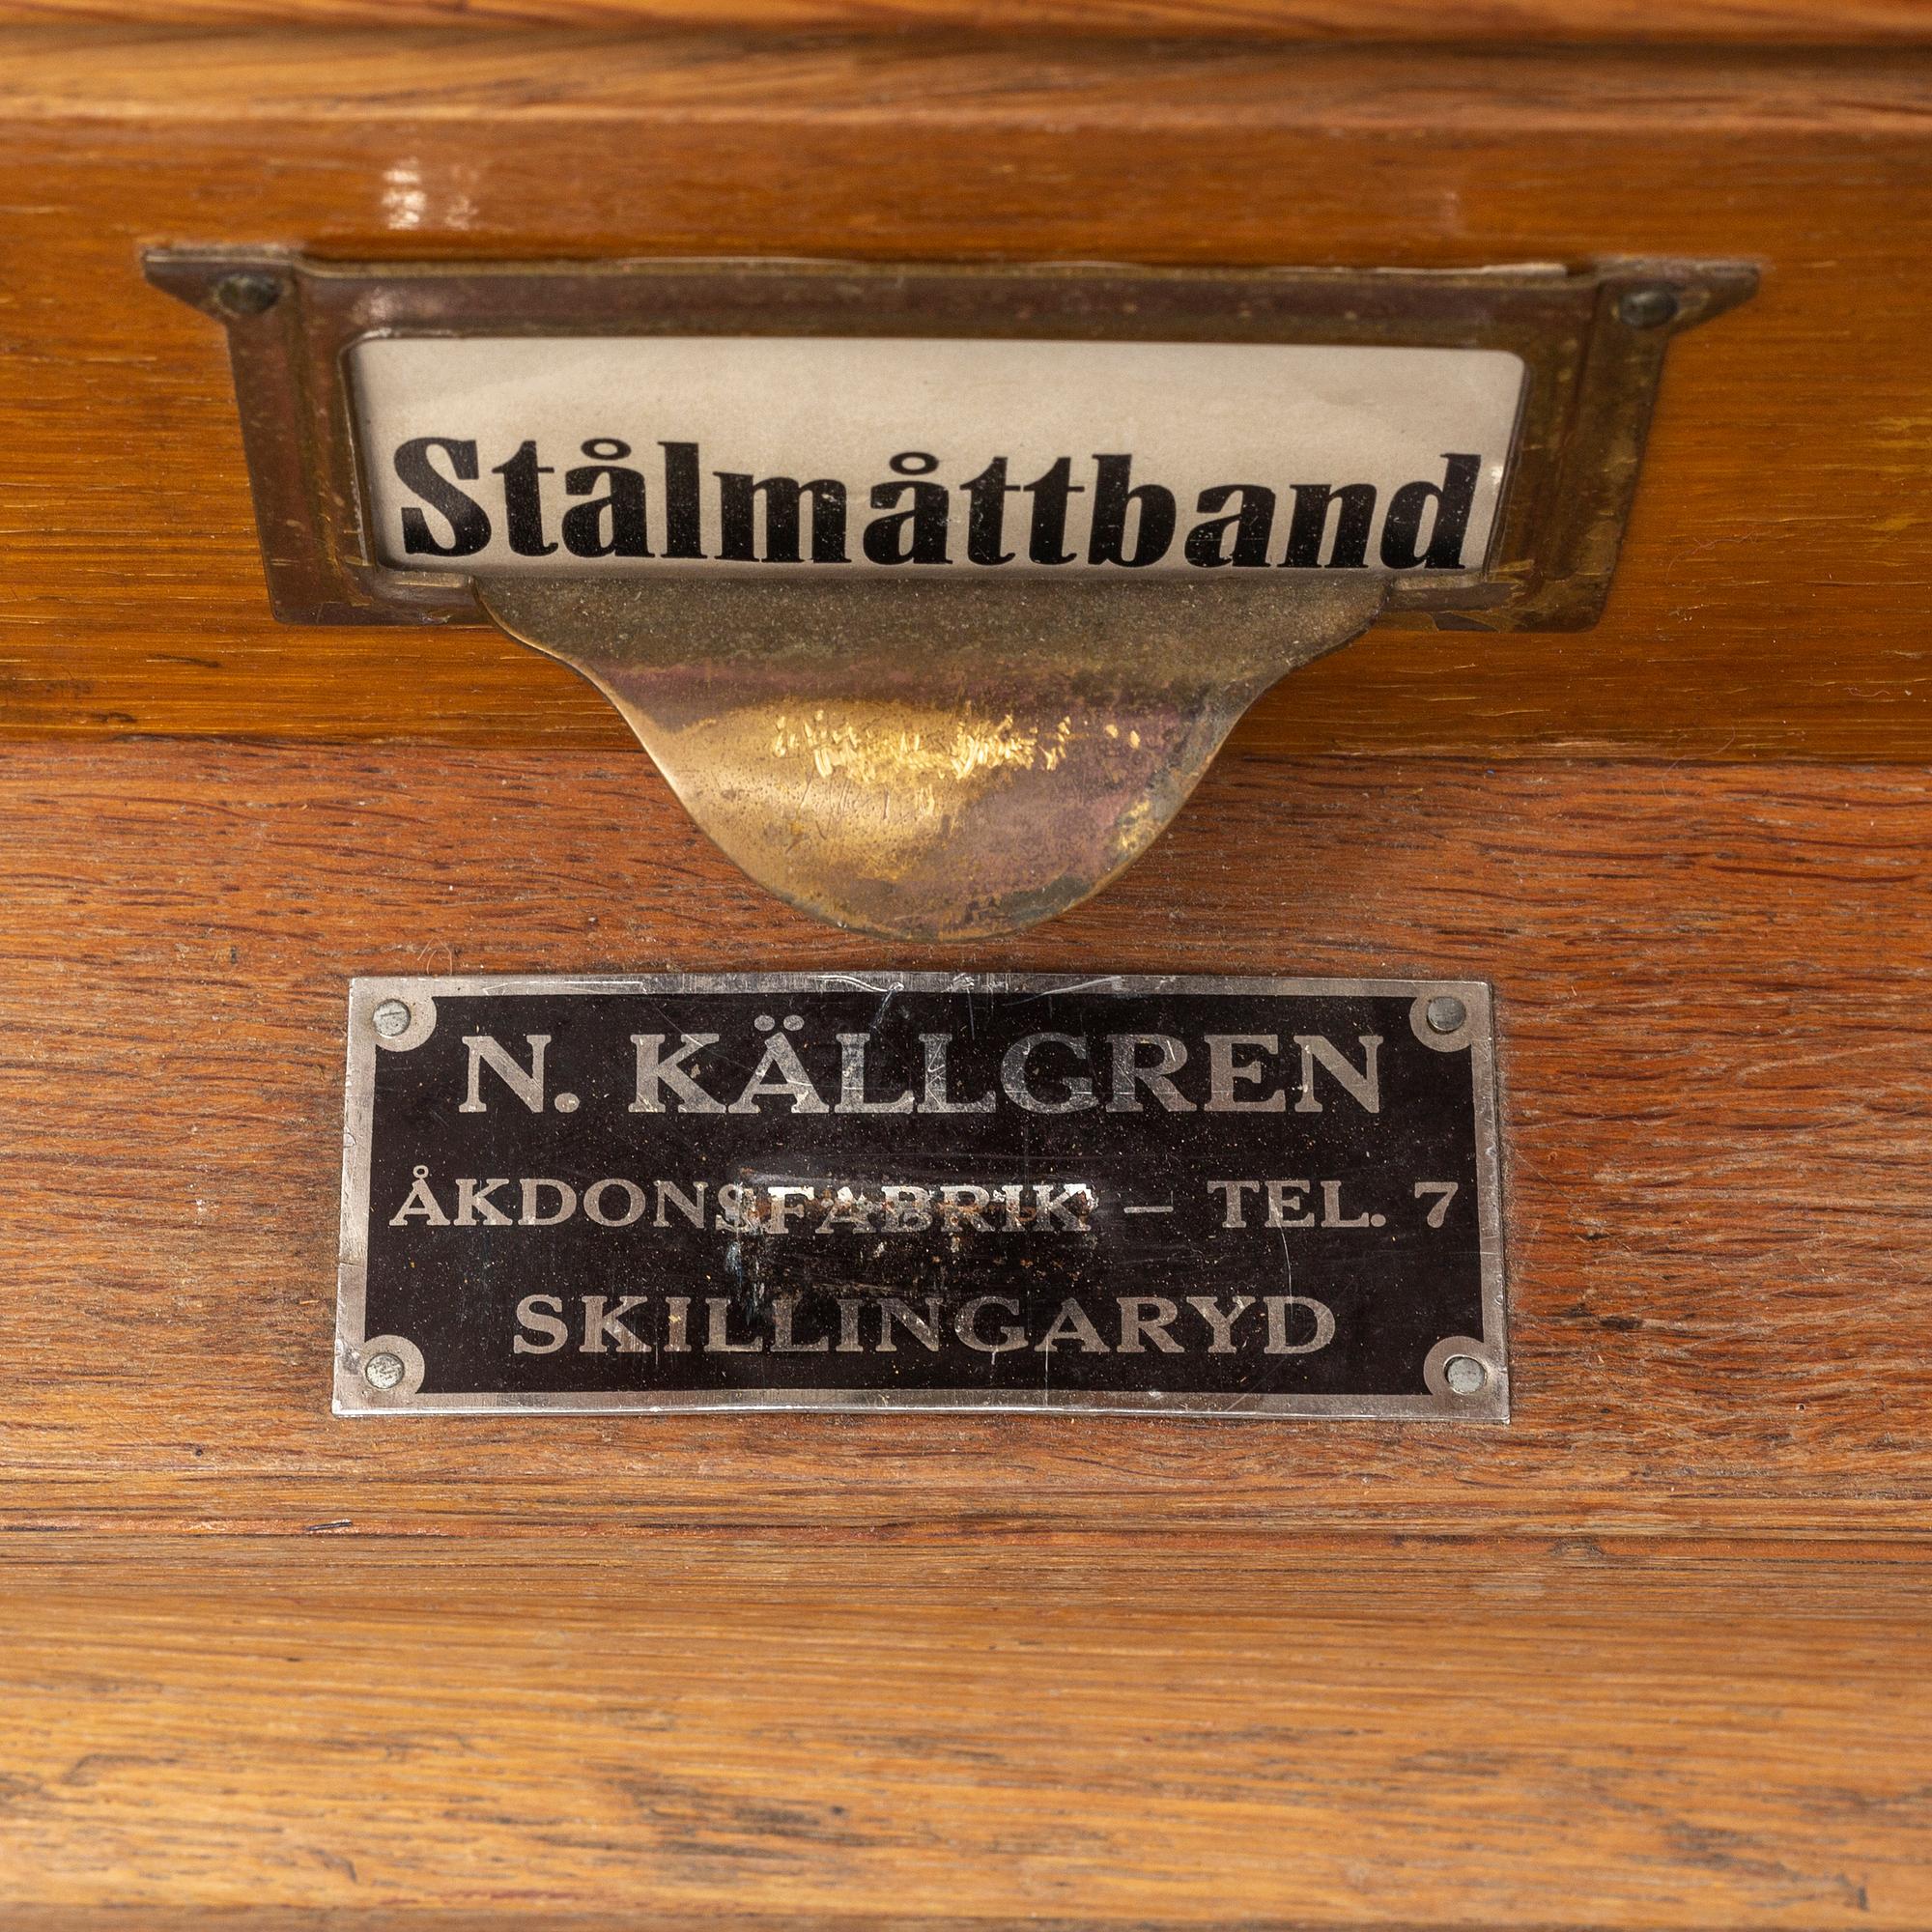 Stålmåttband
N. KÄLLGREN
ÅKDONSFABRIK — TEL. 7
SKILLINGARYD